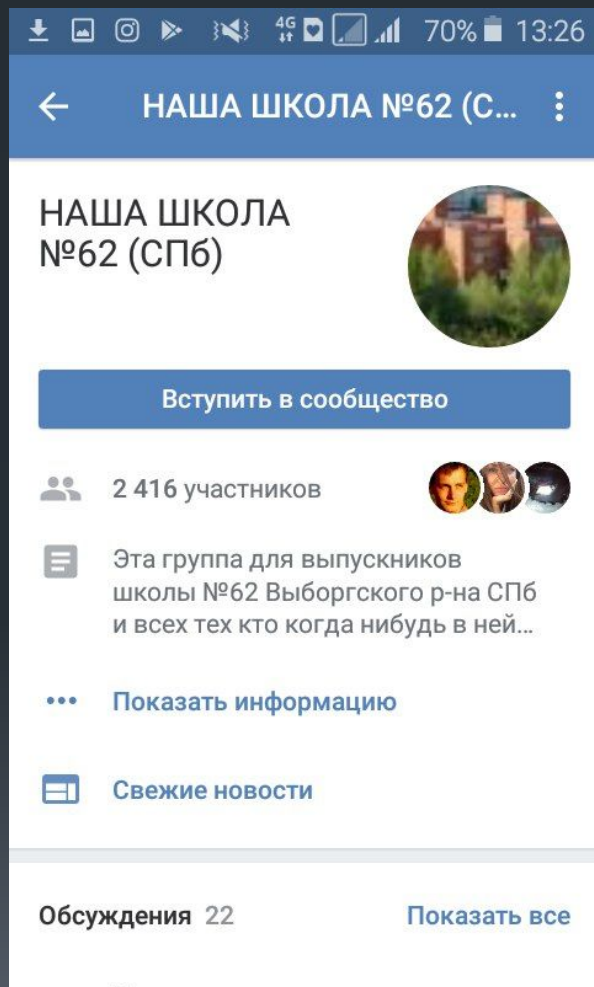 4G 70% 13:26
НАША ШКОЛА №62 (С...
НАША ШКОЛА
№62 (СПб)
Вступить в сообщество
2 416 участников
Эта группа для выпускников
школы №62 Выборгского р-на СПб
и всех тех кто когда нибудь в ней...
Показать информацию
Свежие новости
Обсуждения 22 Показать все